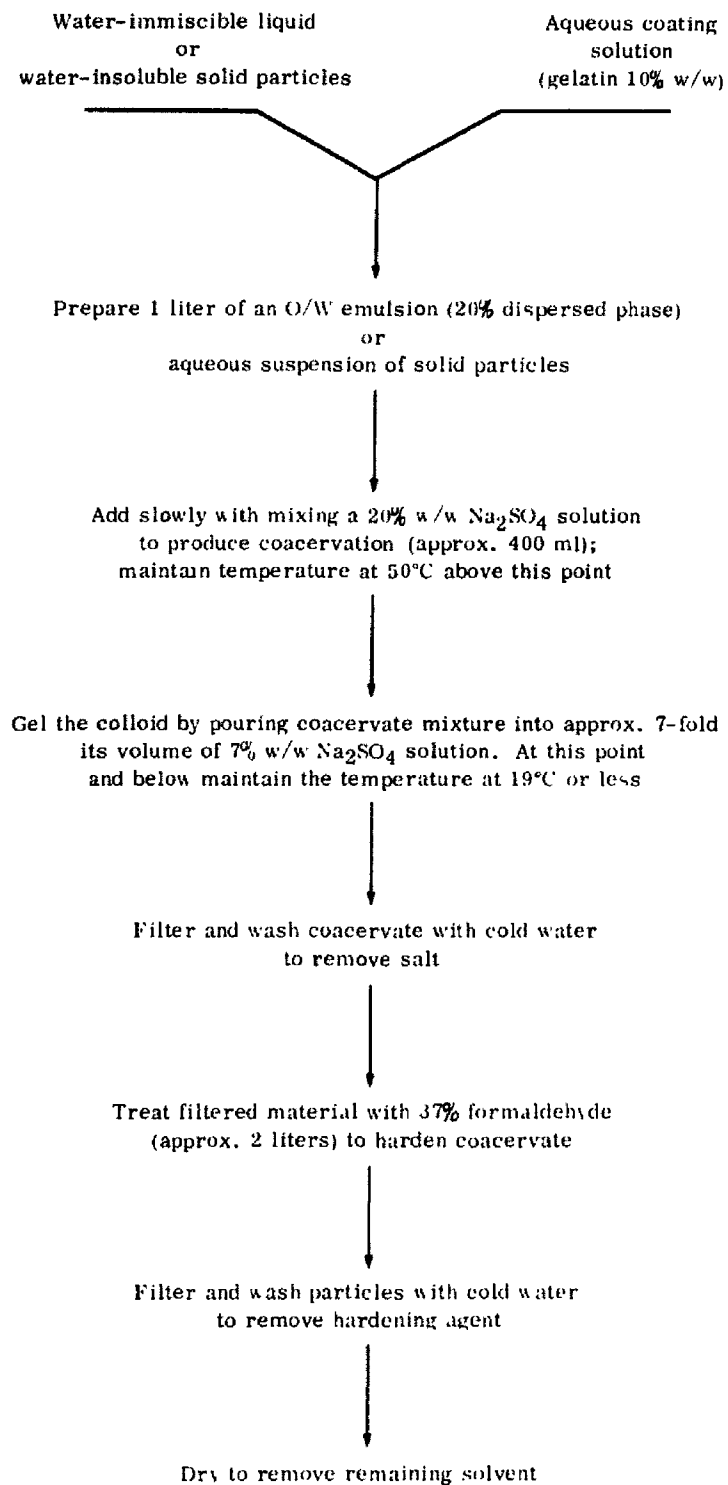 Water-immiscible liquid
or
water-insoluble solid particles
Aqueous coating
solution
(gelatin 10% w/w)
Prepare 1 liter of an O/W emulsion (20% dispersed phase)
or
aqueous suspension of solid particles
Add slowly with mixing a 20% w/w Na₂SO₄ solution
to produce coacervation (approx. 400 ml);
maintain temperature at 50°C above this point
Gel the colloid by pouring coacervate mixture into approx. 7-fold
its volume of 7% w/w Na₂SO₄ solution. At this point
and below maintain the temperature at 19°C or less
Filter and wash coacervate with cold water
to remove salt
Treat filtered material with 37% formaldehyde
(approx. 2 liters) to harden coacervate
Filter and wash particles with cold water
to remove hardening agent
Dry to remove remaining solvent